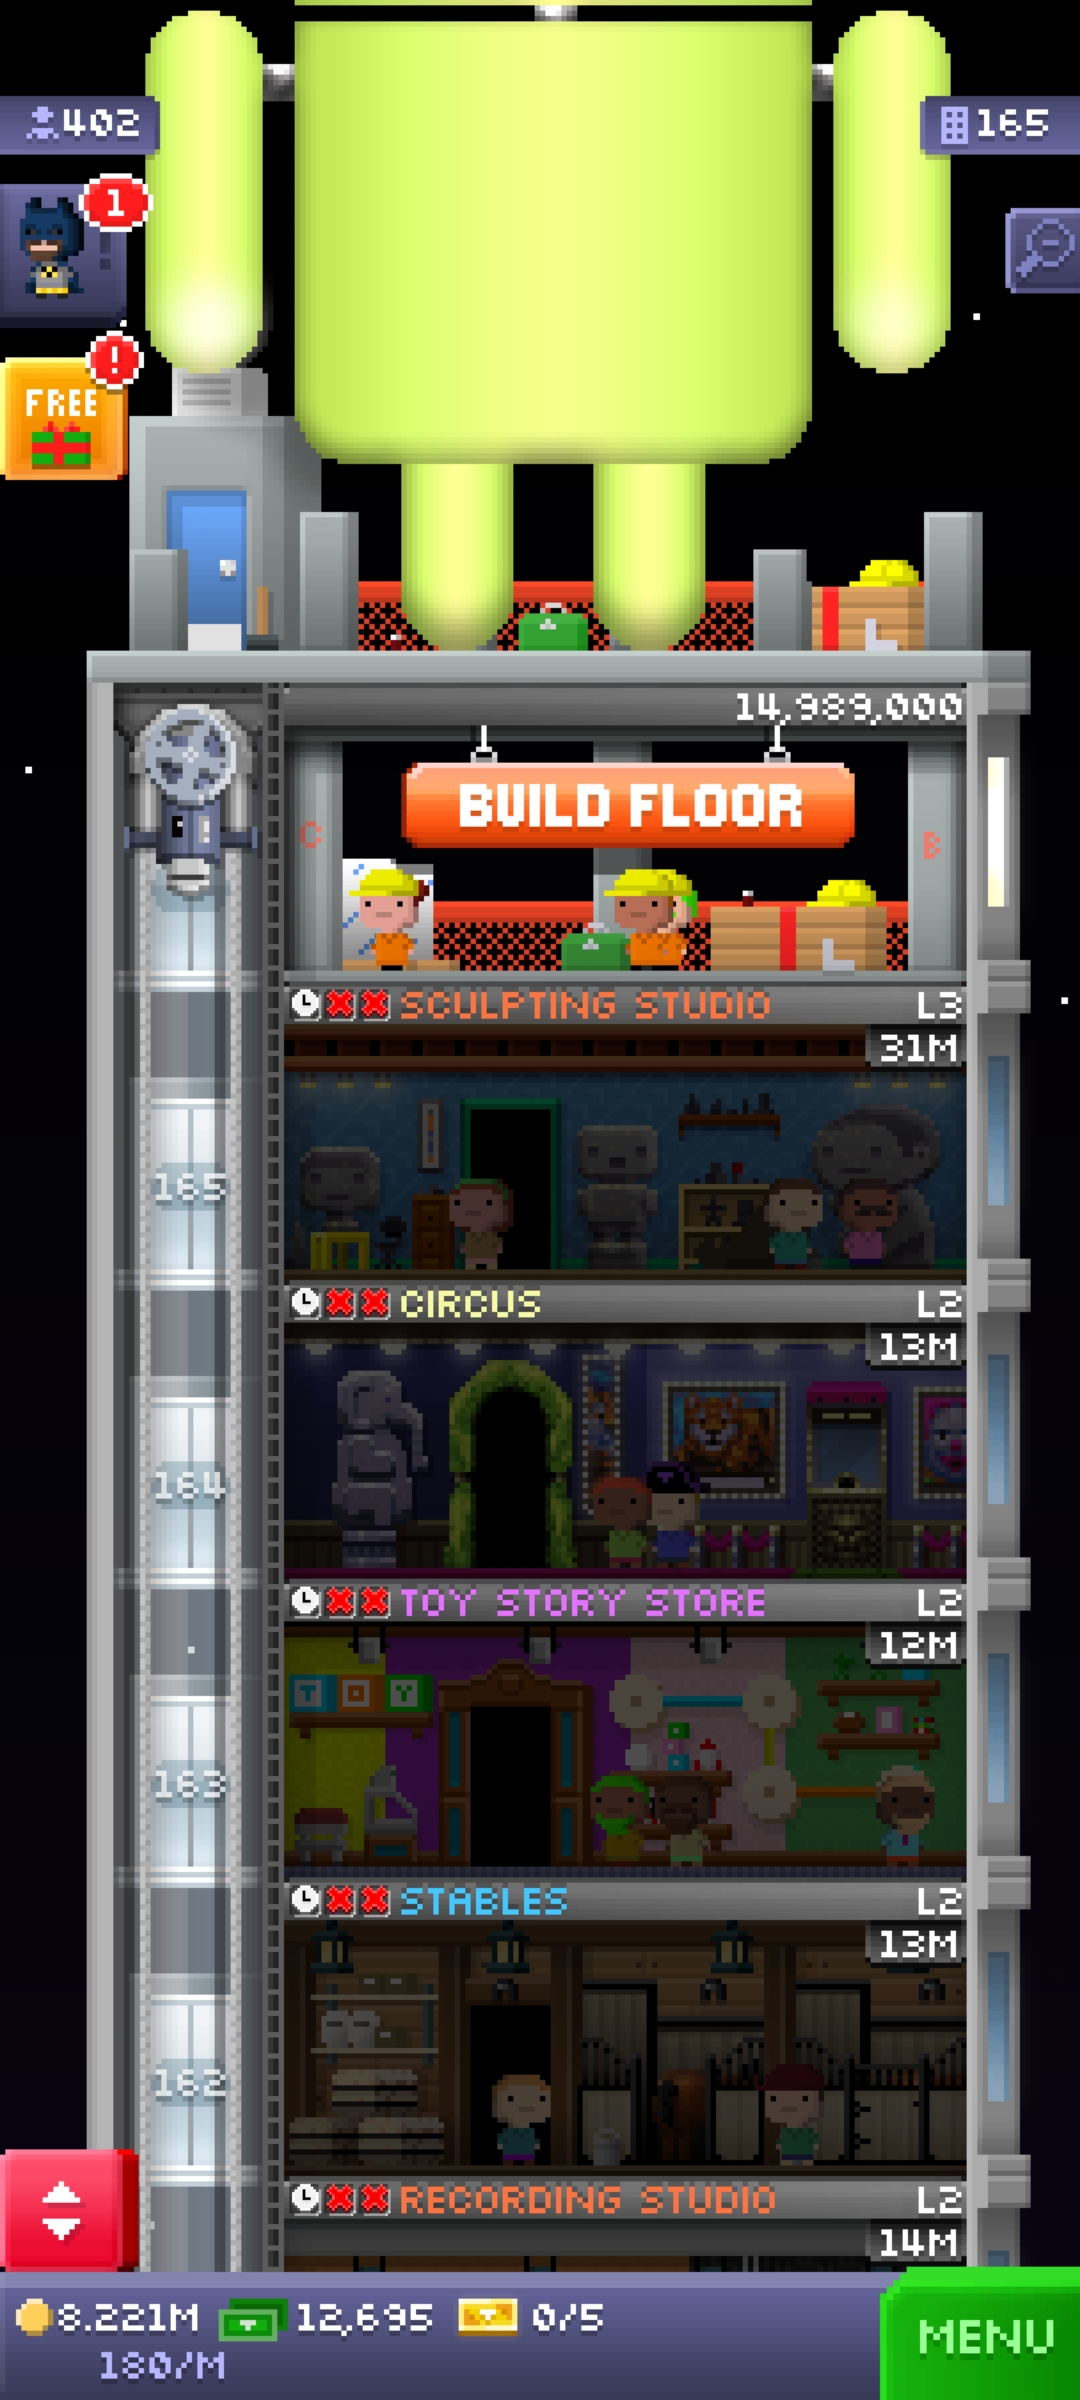 402
165
1
!
FREE
14,989,000
BUILD FLOOR
C
B
SCULPTING STUDIO L3
31M
165
CIRCUS L2
13M
164
TOY STORY STORE L2
12M
TOY
163
STABLES L2
13M
162
RECORDING STUDIO L2
14M
8.221M 12,695 0/5
180/M
MENU